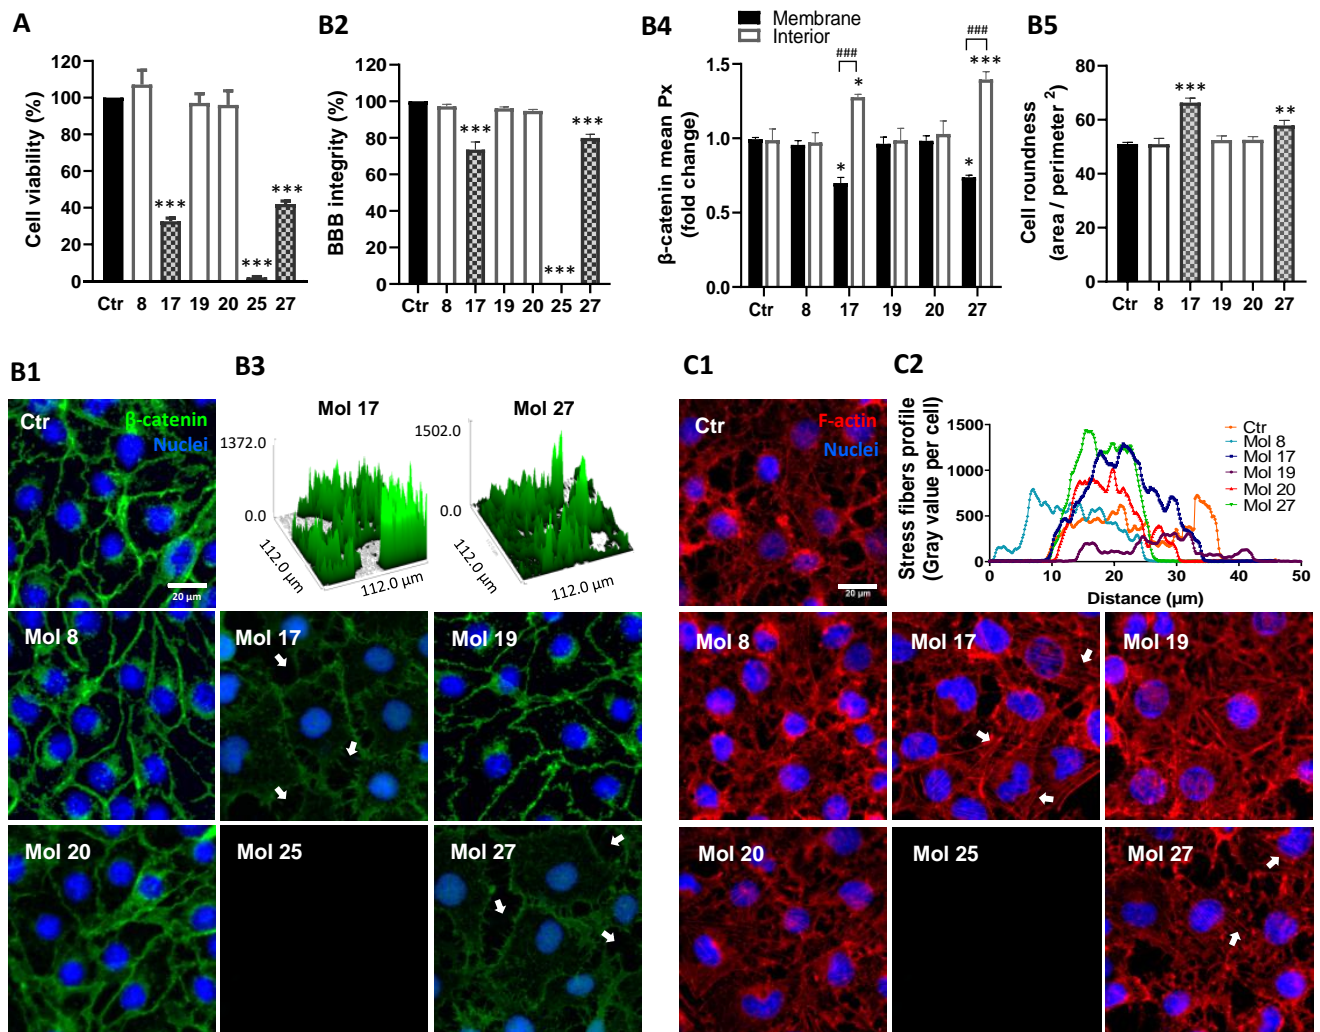 A
Cell viability (%)
120
100
80
60
40
20
0
***
***
***
Ctr 8 17 19 20 25 27
B2
BBB integrity (%)
120
100
80
60
40
20
0
***
***
***
Ctr 8 17 19 20 25 27
B4
Membrane
Interior
β-catenin mean Px
(fold change)
1.5
1.0
0.5
0.0
###
*
*
###
***
*
Ctr 8 17 19 20 27
B5
Cell roundness
(area / perimeter 2)
80
60
40
20
0
***
**
Ctr 8 17 19 20 27
B1
Ctr
β-catenin
Nuclei
20 µm
B3
Mol 17
1372.0
0.0
112.0 µm
112.0 µm
Mol 27
1502.0
0.0
112.0 µm
112.0 µm
Mol 8
Mol 17
Mol 19
Mol 20
Mol 25
Mol 27
C1
Ctr
F-actin
Nuclei
20 µm
C2
Stress fibers profile
(Gray value per cell)
1500
1000
500
0
0 10 20 30 40 50
Distance (µm)
Ctr
Mol 8
Mol 17
Mol 19
Mol 20
Mol 27
Mol 8
Mol 17
Mol 19
Mol 20
Mol 25
Mol 27